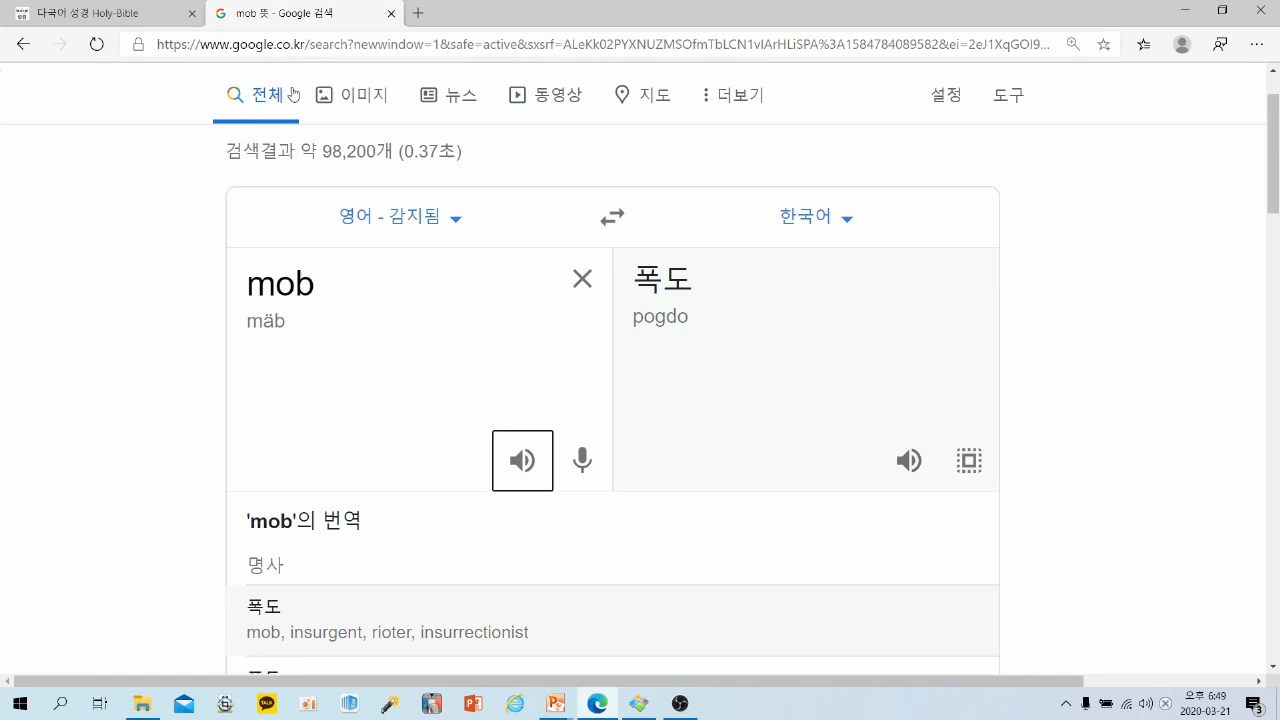 다국어 성경 Holy-Bible
mob 뜻 - Google 검색
https://www.google.co.kr/search?newwindow=1&safe=active&sxsrf=ALeKk02PYXNUZMSOfmTbLCN1vIArHLiSPA%3A1584784089582&ei=2eJ1XqGOI9...
전체 이미지 뉴스 동영상 지도 더보기 설정 도구
검색결과 약 98,200개 (0.37초)
영어 - 감지됨 한국어
mob 폭도
mäb pogdo
'mob'의 번역
명사
폭도
mob, insurgent, rioter, insurrectionist
TALK
오후 6:49
2020-03-21
3